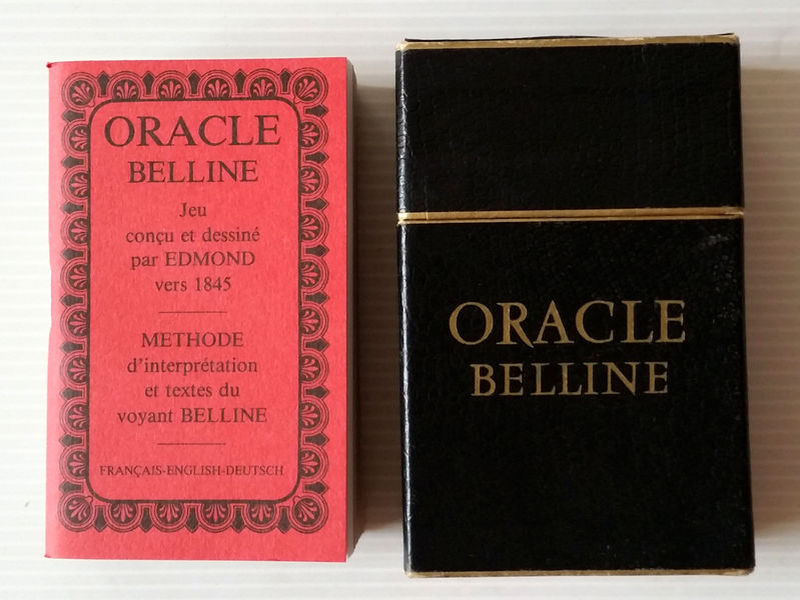 ORACLE
BELLINE
Jeu
conçu et dessiné
par EDMOND
vers 1845
METHODE
d'interprétation
et textes du
voyant BELLINE
FRANÇAIS-ENGLISH-DEUTSCH
ORACLE
BELLINE